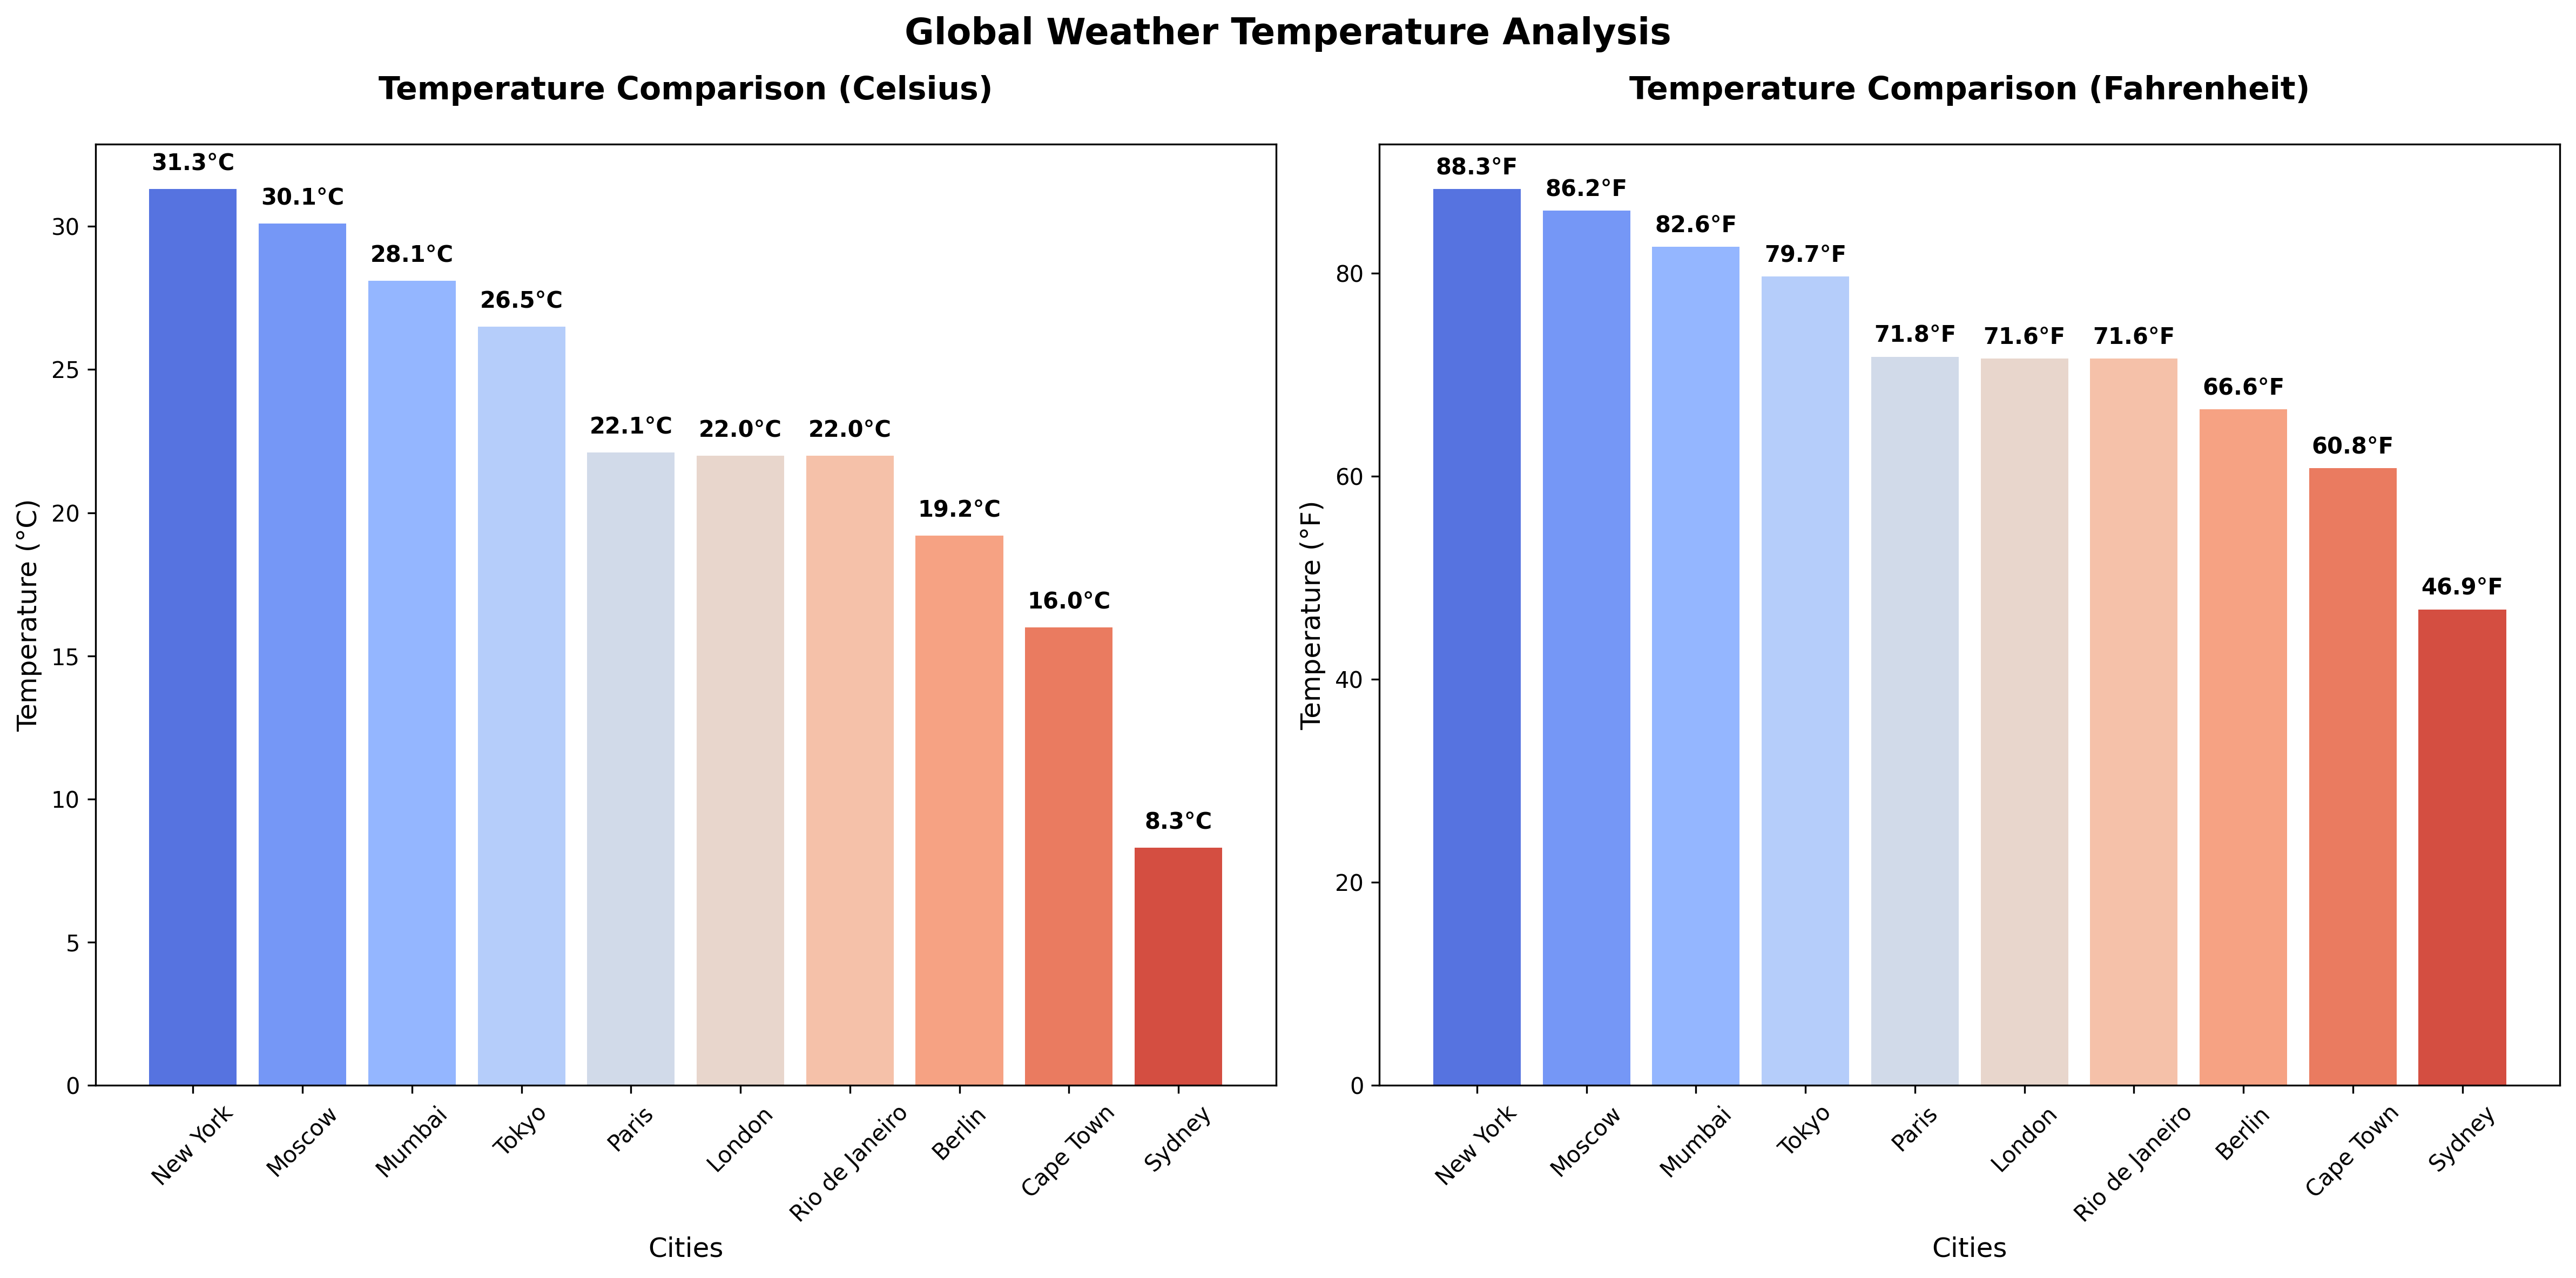 Global Weather Temperature Analysis
Temperature Comparison (Celsius)
31.3°C
30.1°C
28.1°C
26.5°C
22.1°C
22.0°C
22.0°C
19.2°C
16.0°C
8.3°C
Temperature (°C)
30
25
20
15
10
5
0
New York
Moscow
Mumbai
Tokyo
Paris
London
Rio de Janeiro
Berlin
Cape Town
Sydney
Cities
Temperature Comparison (Fahrenheit)
88.3°F
86.2°F
82.6°F
79.7°F
71.8°F
71.6°F
71.6°F
66.6°F
60.8°F
46.9°F
Temperature (°F)
80
60
40
20
0
New York
Moscow
Mumbai
Tokyo
Paris
London
Rio de Janeiro
Berlin
Cape Town
Sydney
Cities